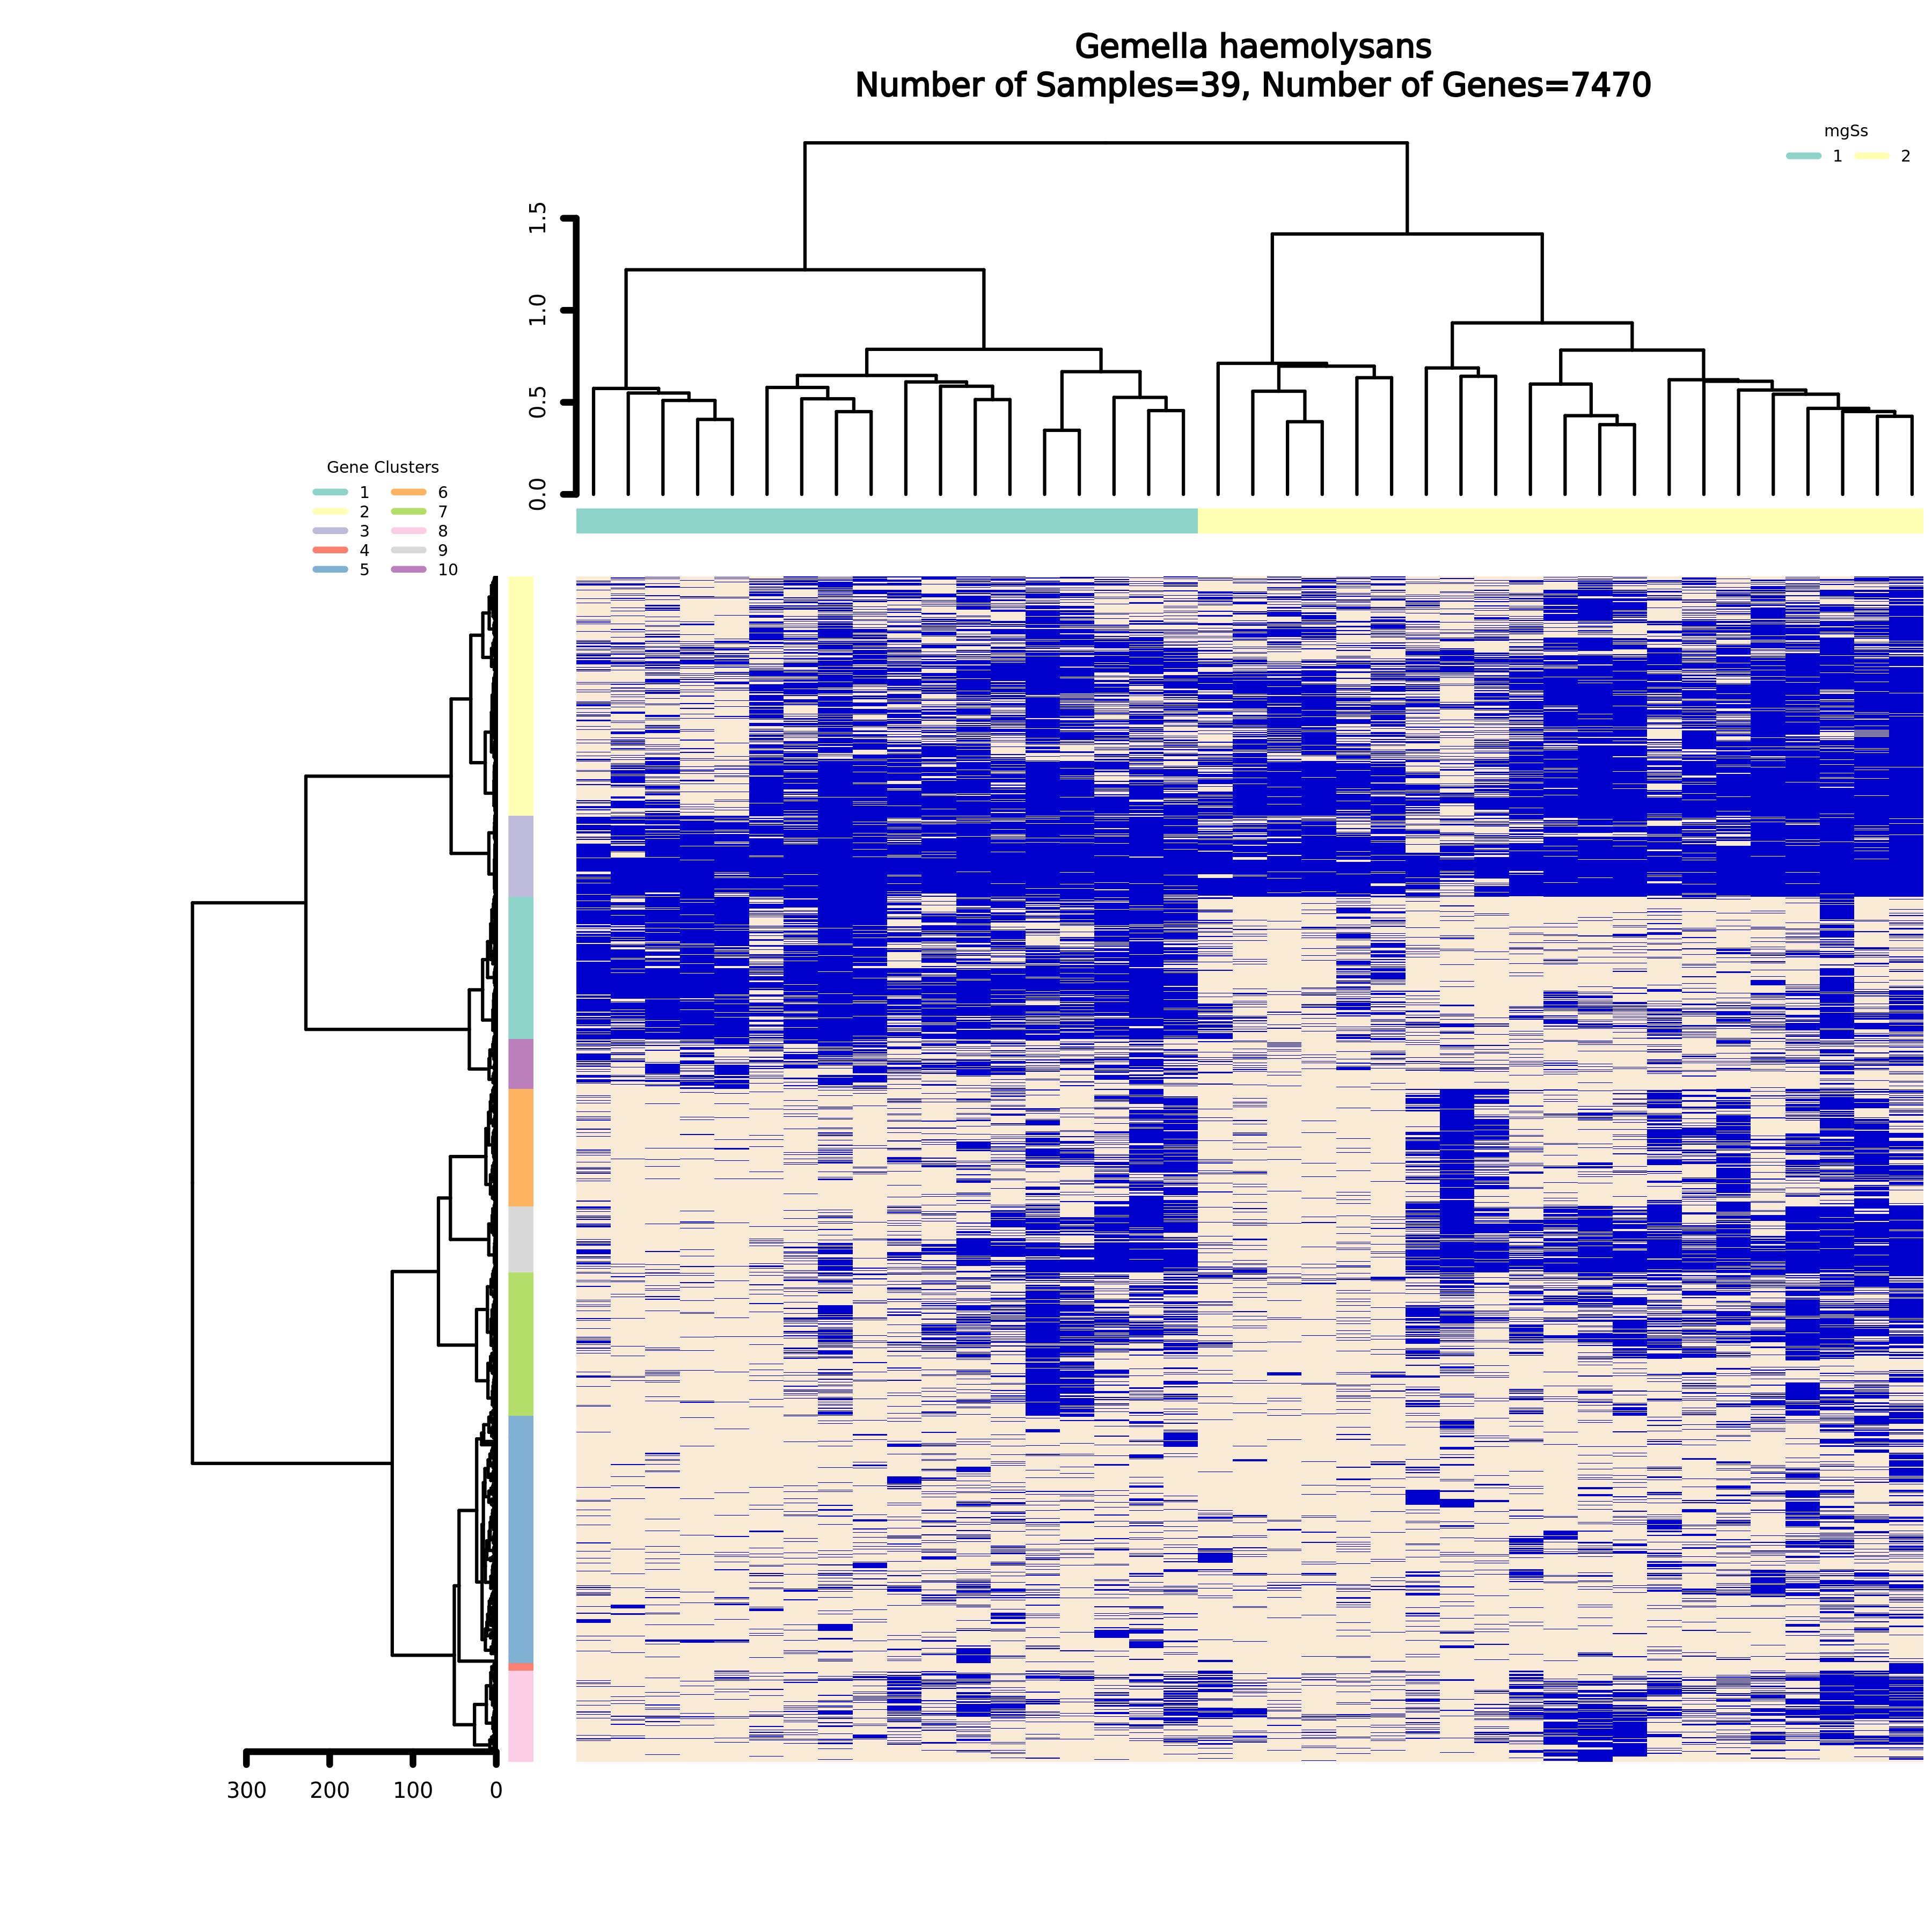 Gemella haemolysans
Number of Samples=39, Number of Genes=7470
mgSs
1 2
1.5
1.0
0.5
0.0
Gene Clusters
1 6
2 7
3 8
4 9
5 10
300 200 100 0